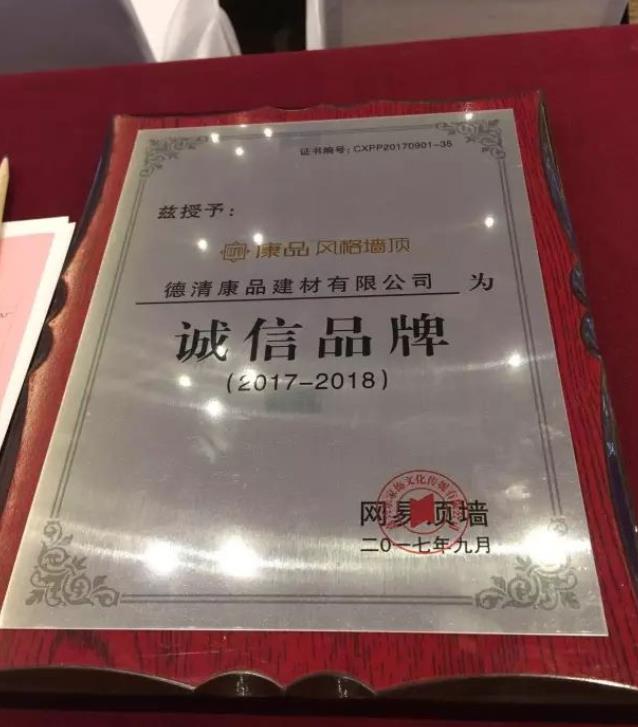 证书编号：CXPP20170901-35
兹授予：
康品 风格墙顶
德清康品建材有限公司 为
诚信品牌
(2017-2018)
网易顶墙
二〇一七年九月